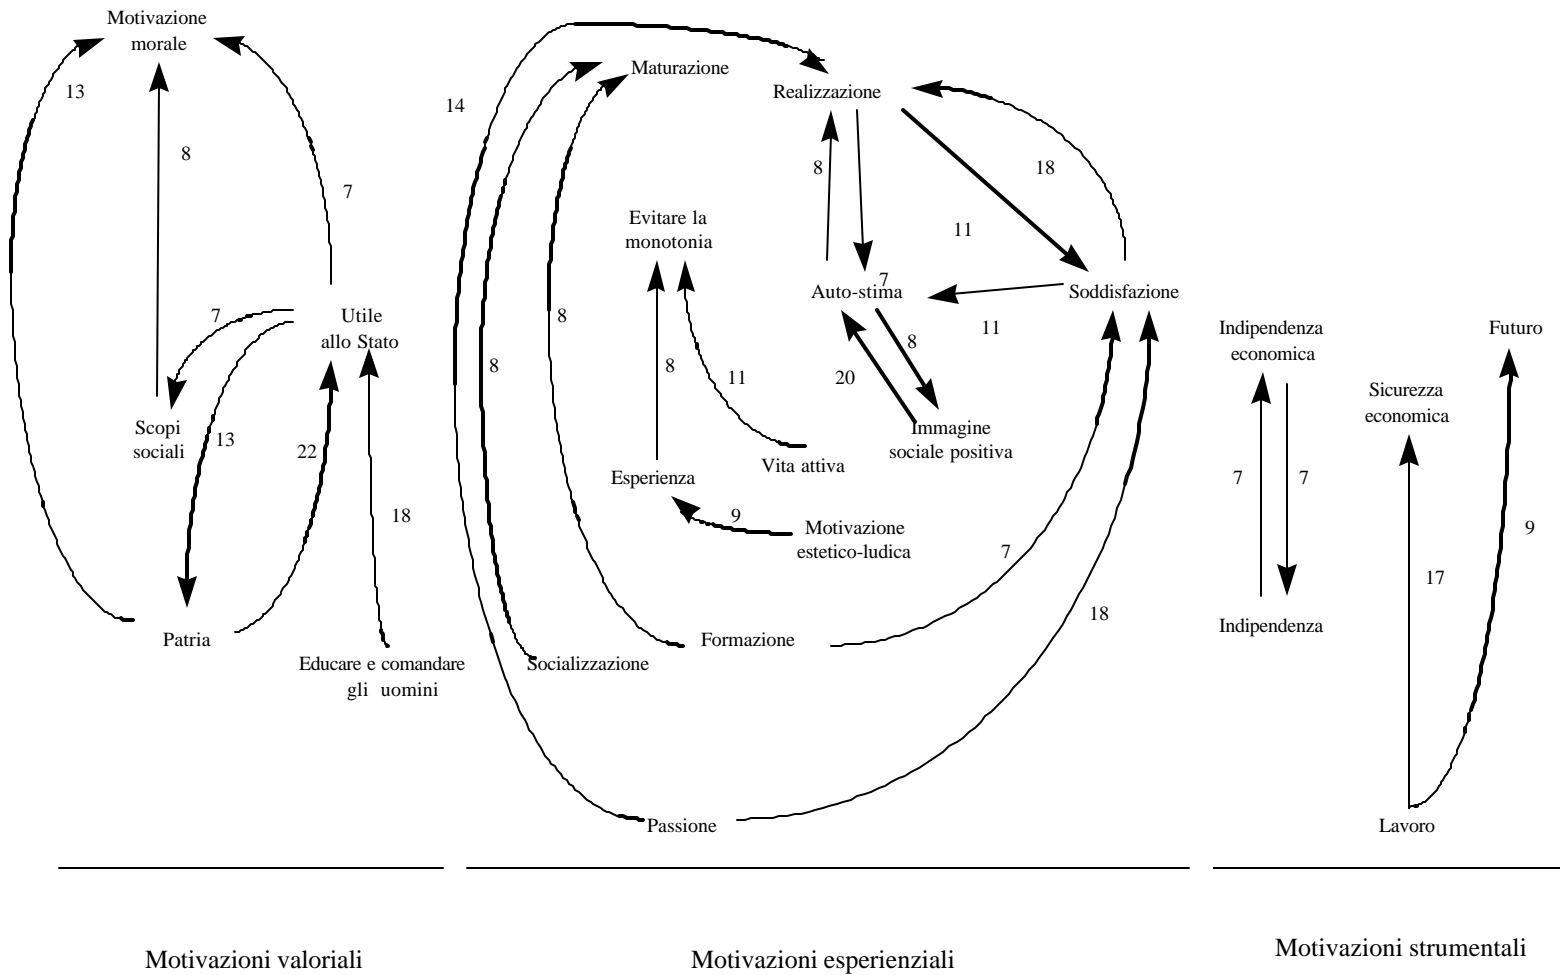 Motivazione
morale
13
8
7
7
Utile
allo Stato
Scopi
sociali
13
22
18
Patria
Educare e comandare
gli uomini
14
Maturazione
Realizzazione
8
18
11
Evitare la
monotonia
7
Auto-stima
Soddisfazione
11
8
8
8
8
11
20
Immagine
sociale positiva
Vita attiva
Esperienza
9
Motivazione
estetico-ludica
7
18
Formazione
Socializzazione
Passione
Indipendenza
economica
Futuro
Sicurezza
economica
7
7
9
17
Indipendenza
Lavoro
Motivazioni valoriali
Motivazioni esperienziali
Motivazioni strumentali